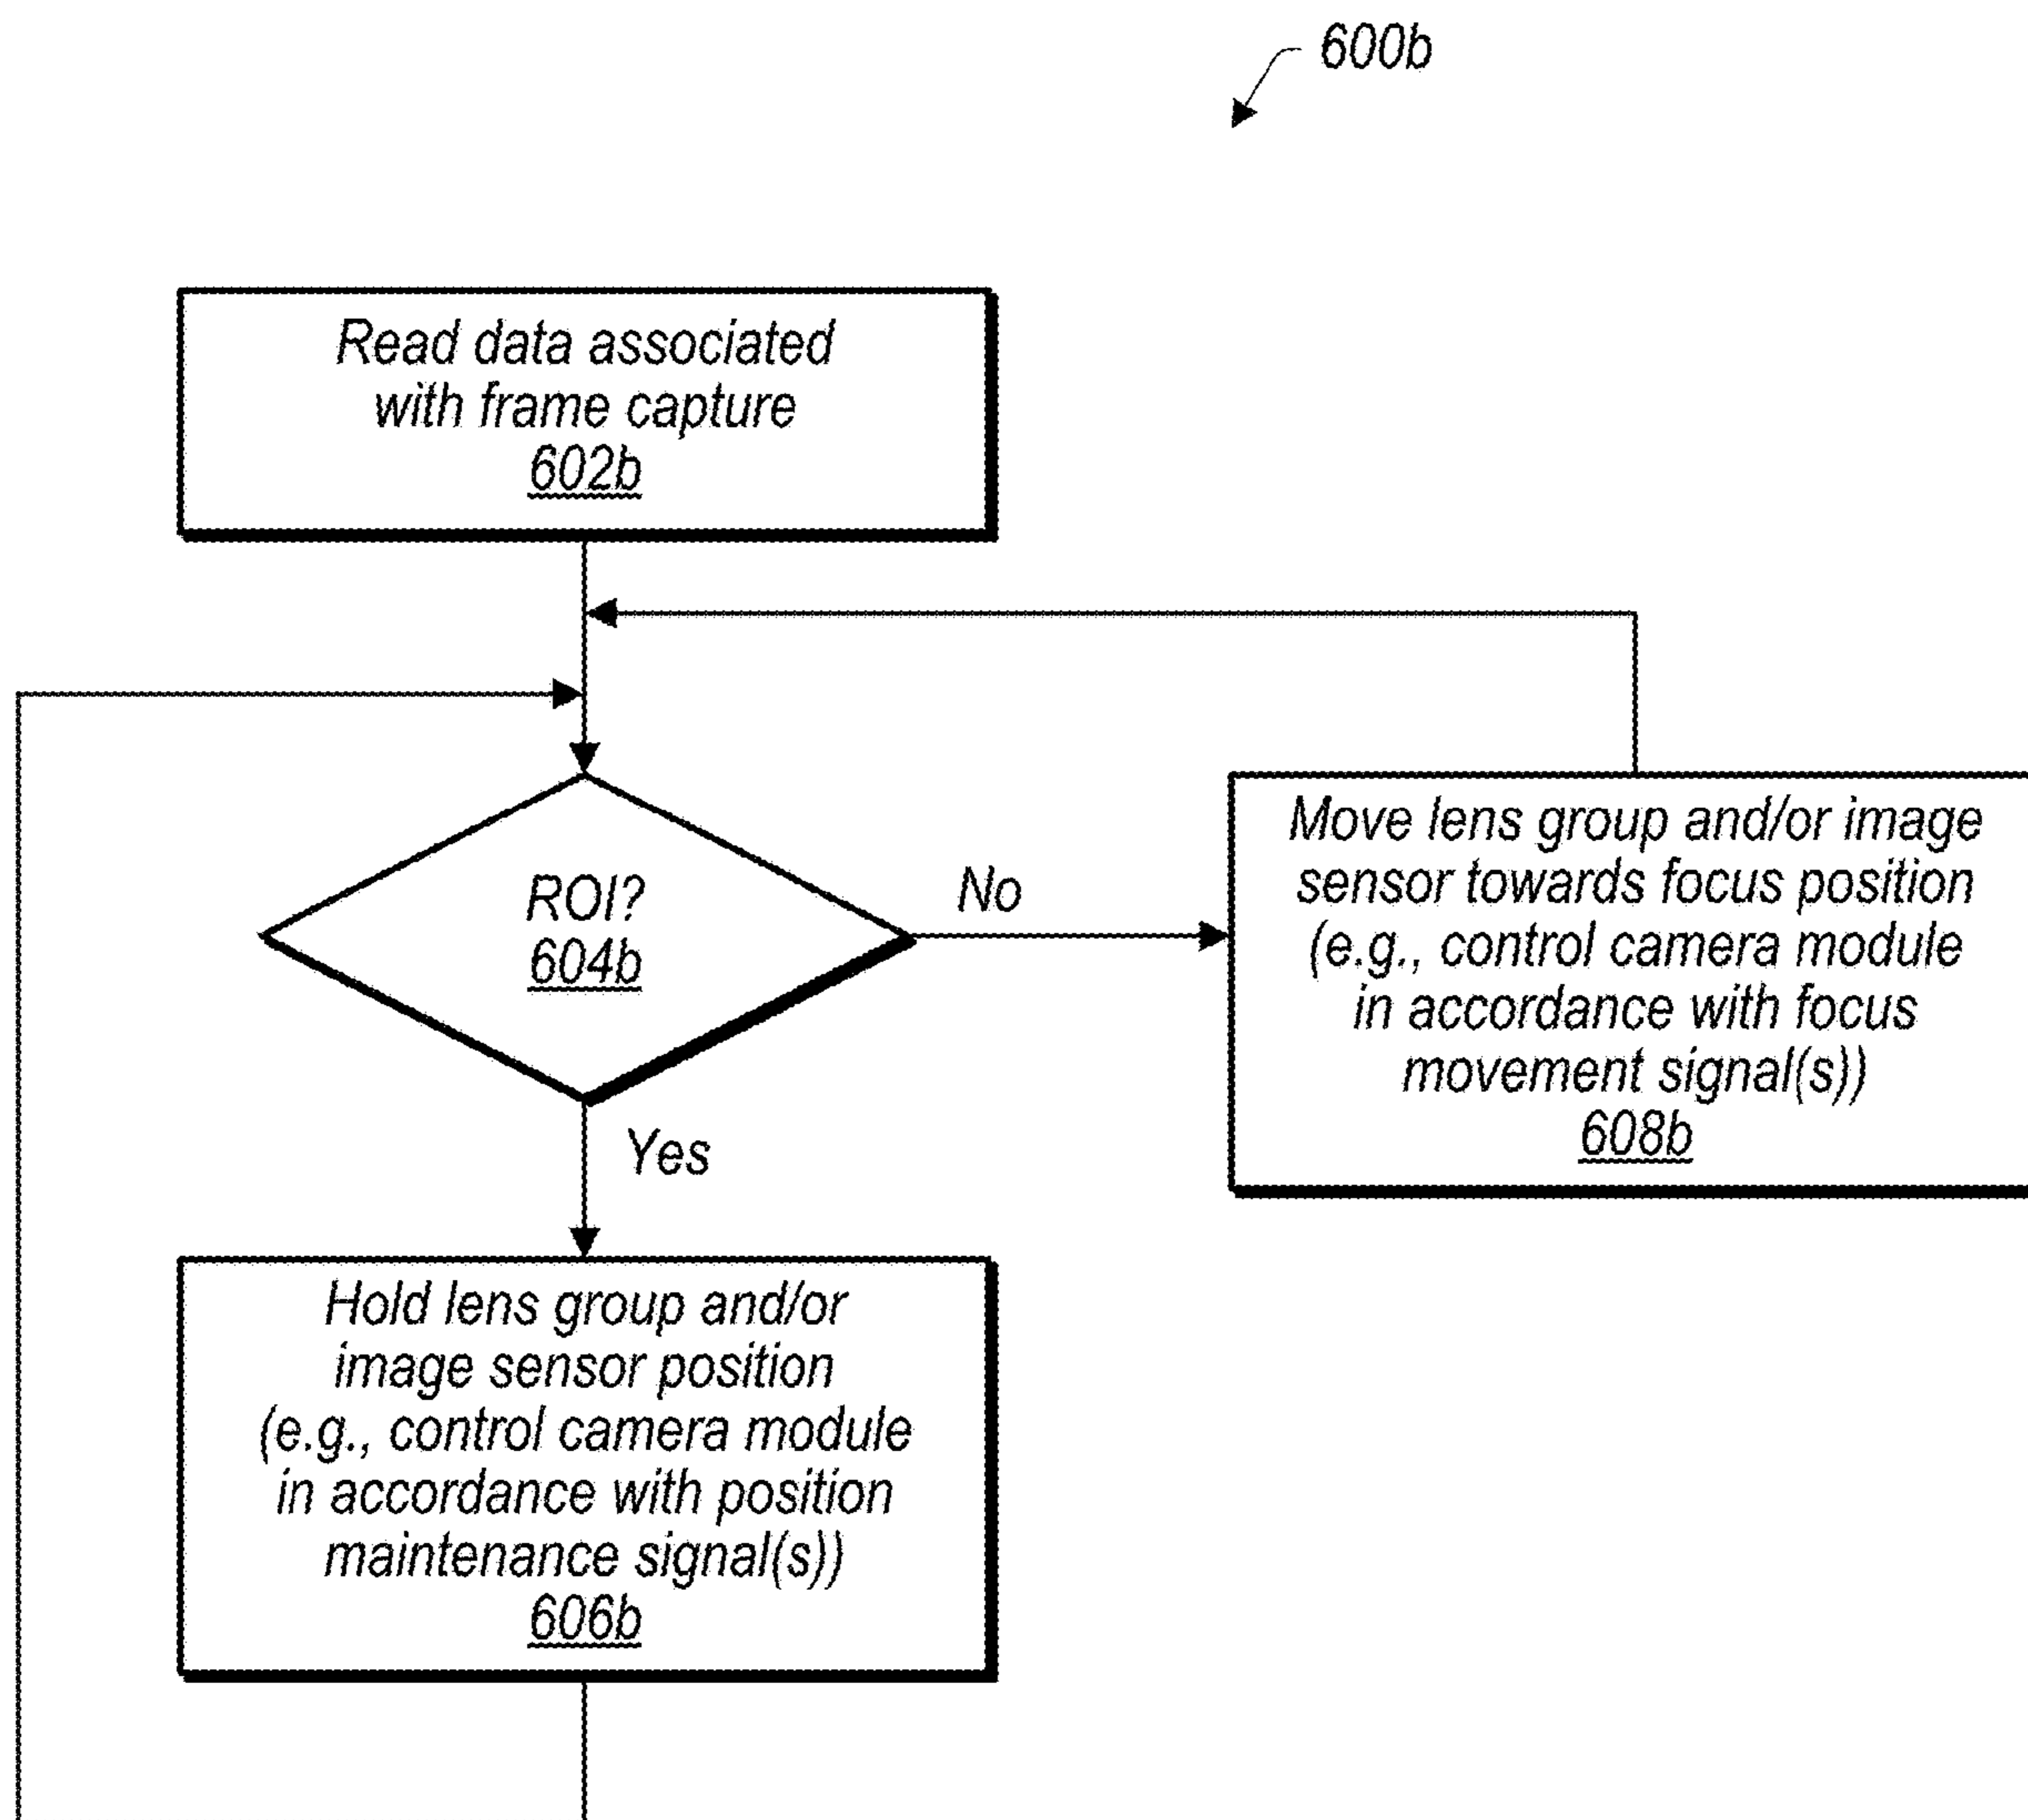 600b
Read data associated
with frame capture
602b
ROI?
604b
No
Yes
Move lens group and/or image
sensor towards focus position
(e.g., control camera module
in accordance with focus
movement signal(s))
608b
Hold lens group and/or
image sensor position
(e.g., control camera module
in accordance with position
maintenance signal(s))
606b